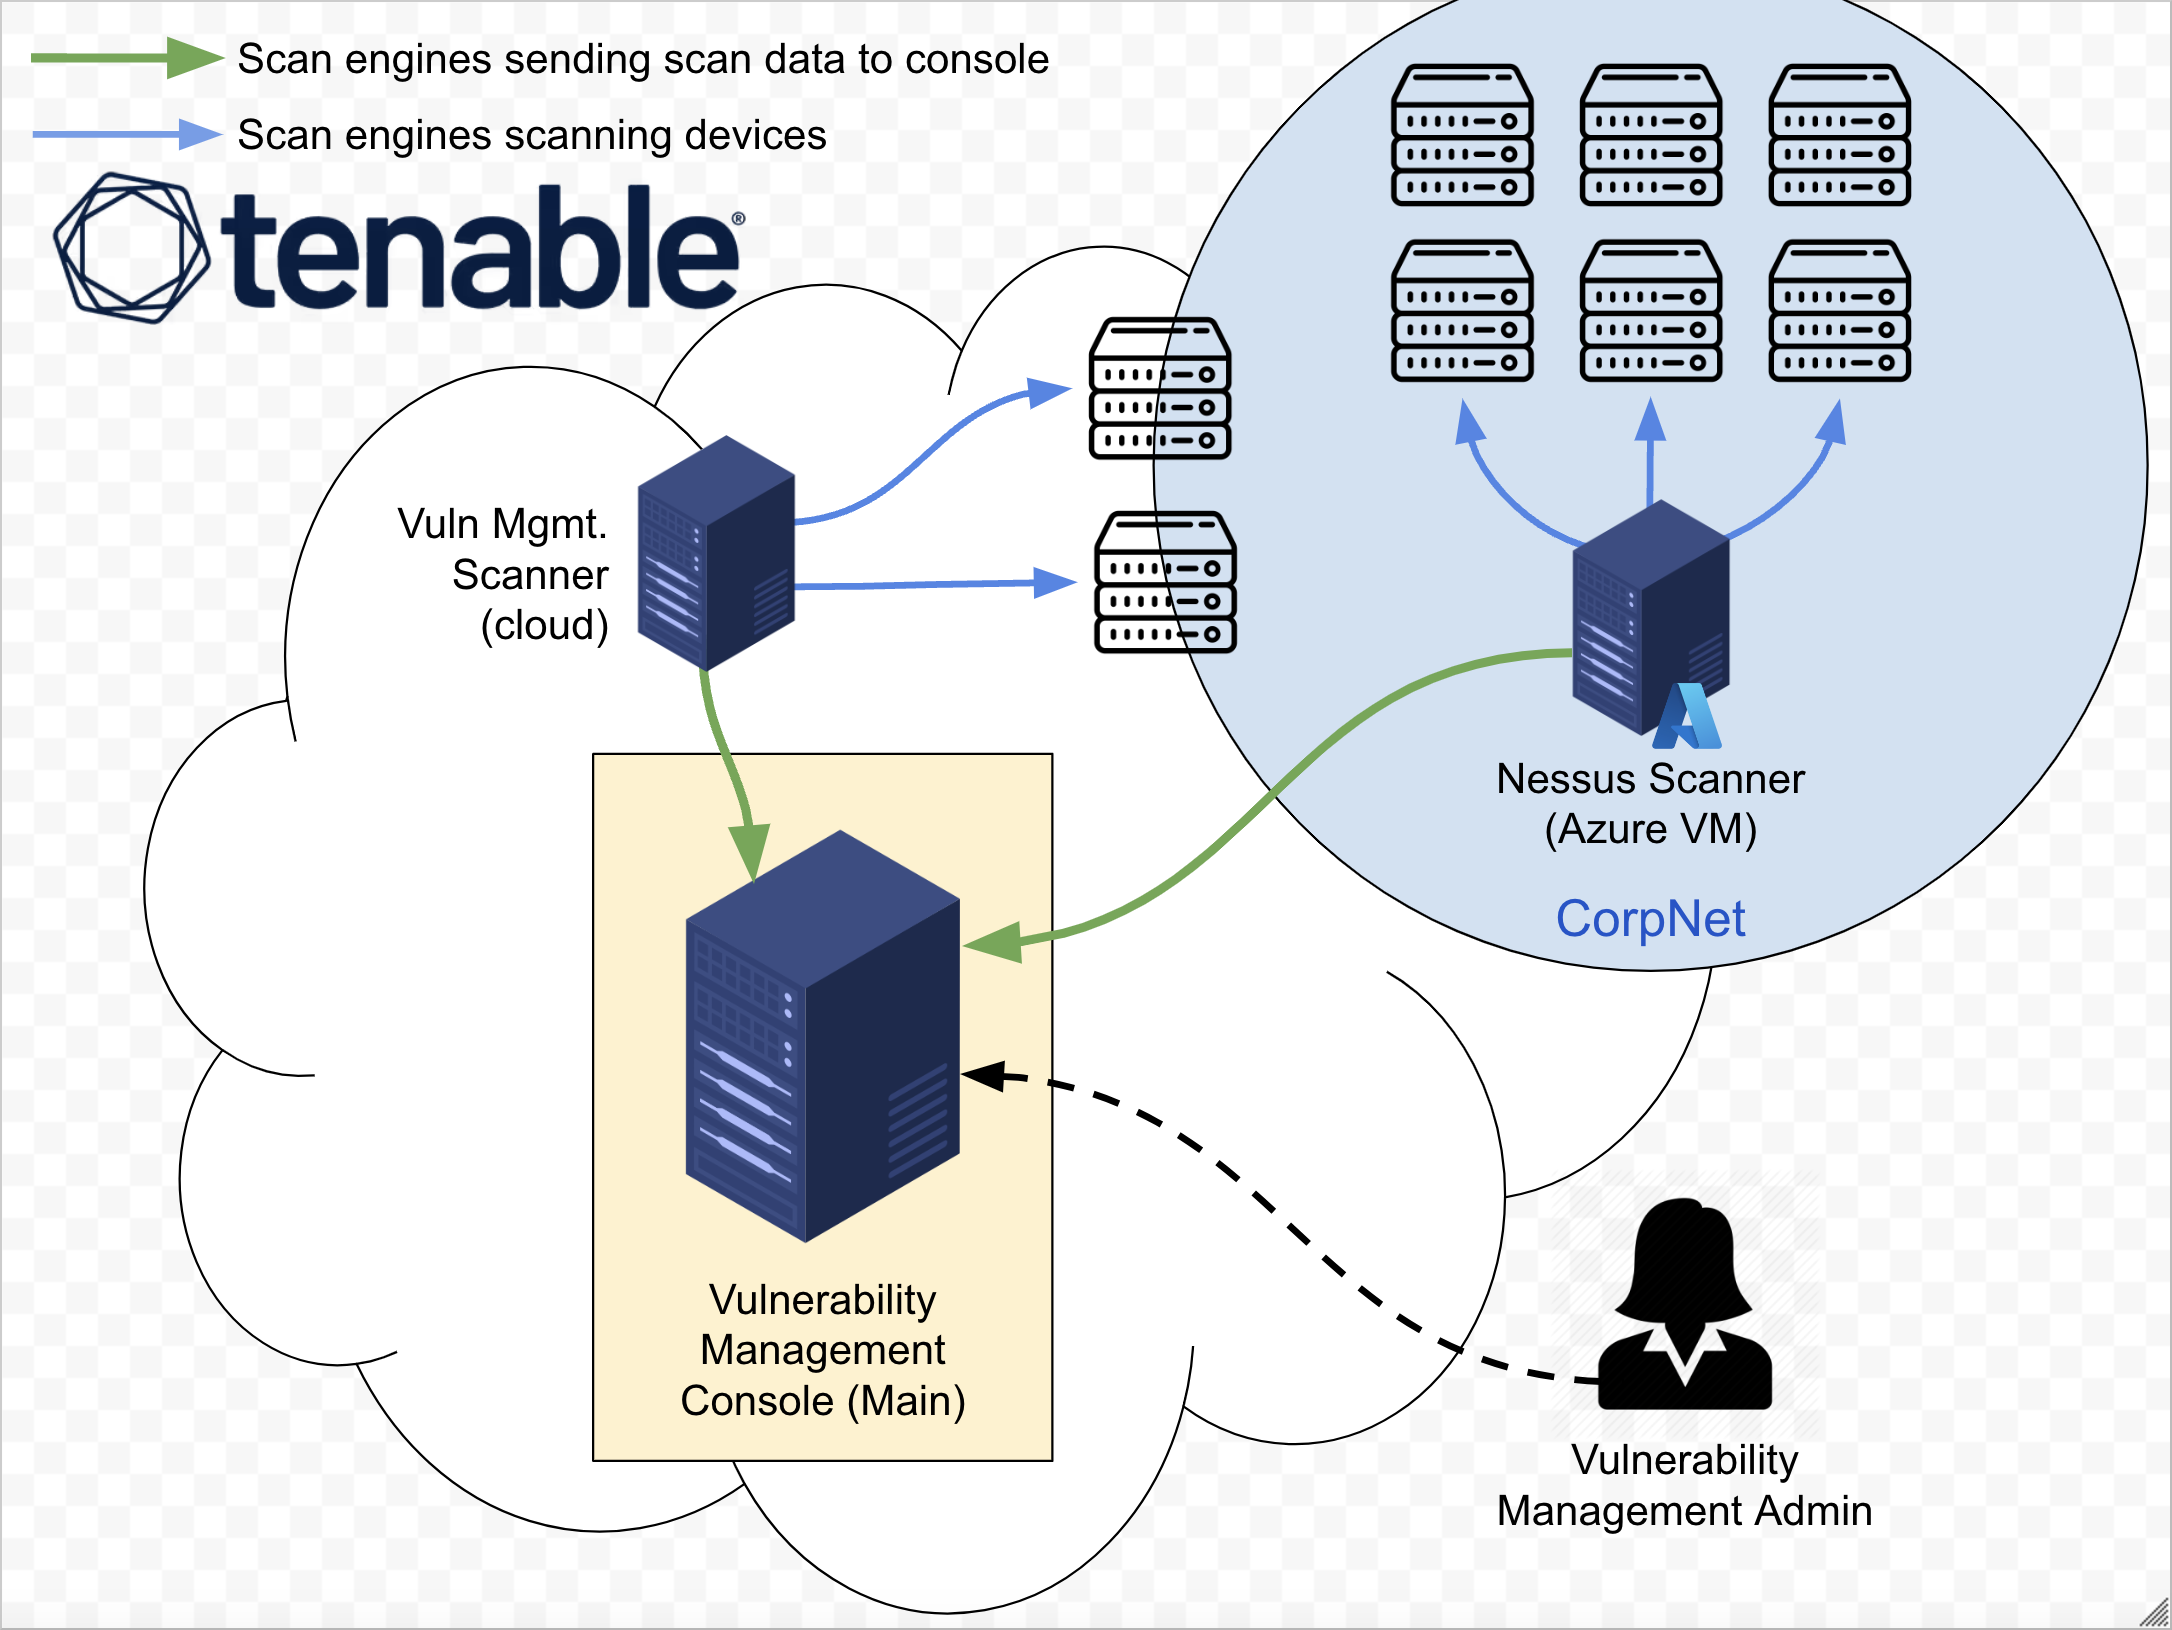 Scan engines sending scan data to console
Scan engines scanning devices
tenable®
Vuln Mgmt.
Scanner
(cloud)
Nessus Scanner
(Azure VM)
CorpNet
Vulnerability
Management
Console (Main)
Vulnerability
Management Admin